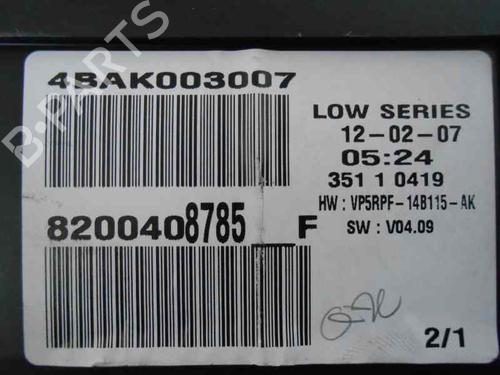 4BAK003007
LOW SERIES
12-02-07
05:24
351 1 0419
HW : VP5RPF-14B115-AK
SW : V04.09
8200408785 F
2/1
B-PARTS